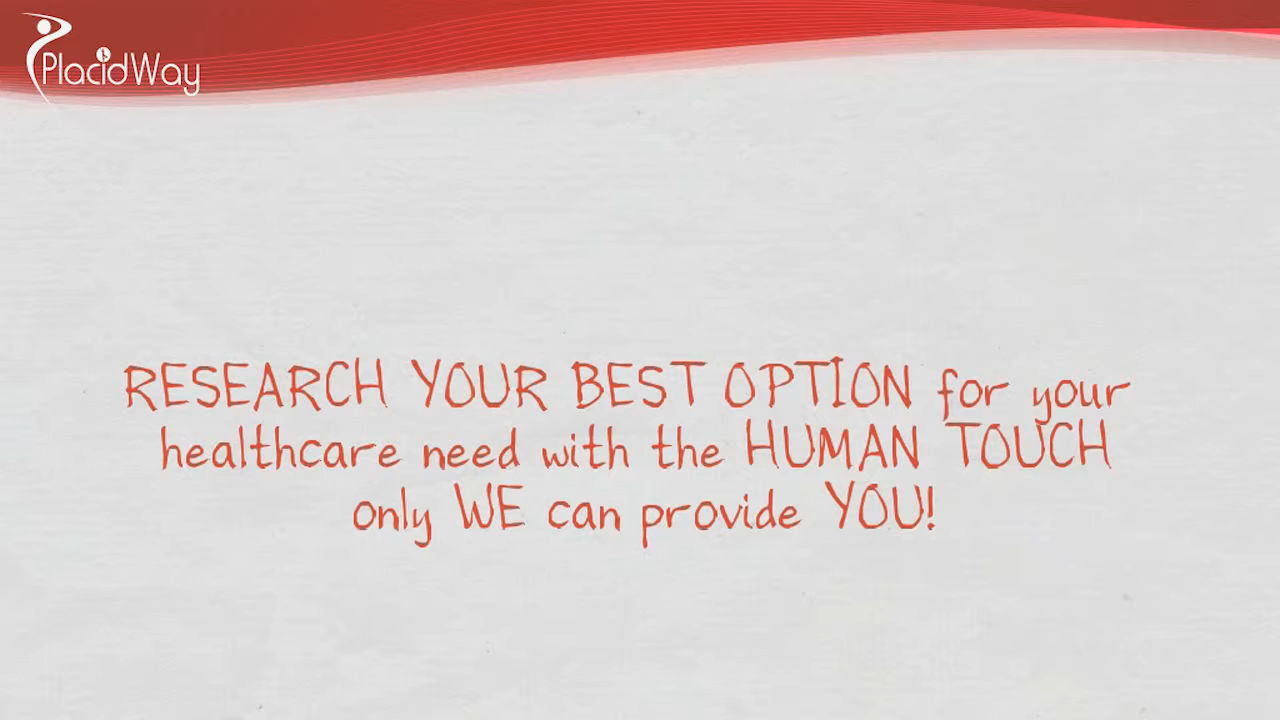 PlacidWay
RESEARCH YOUR BEST OPTION for your
healthcare need with the HUMAN TOUCH
only WE can provide YOU!